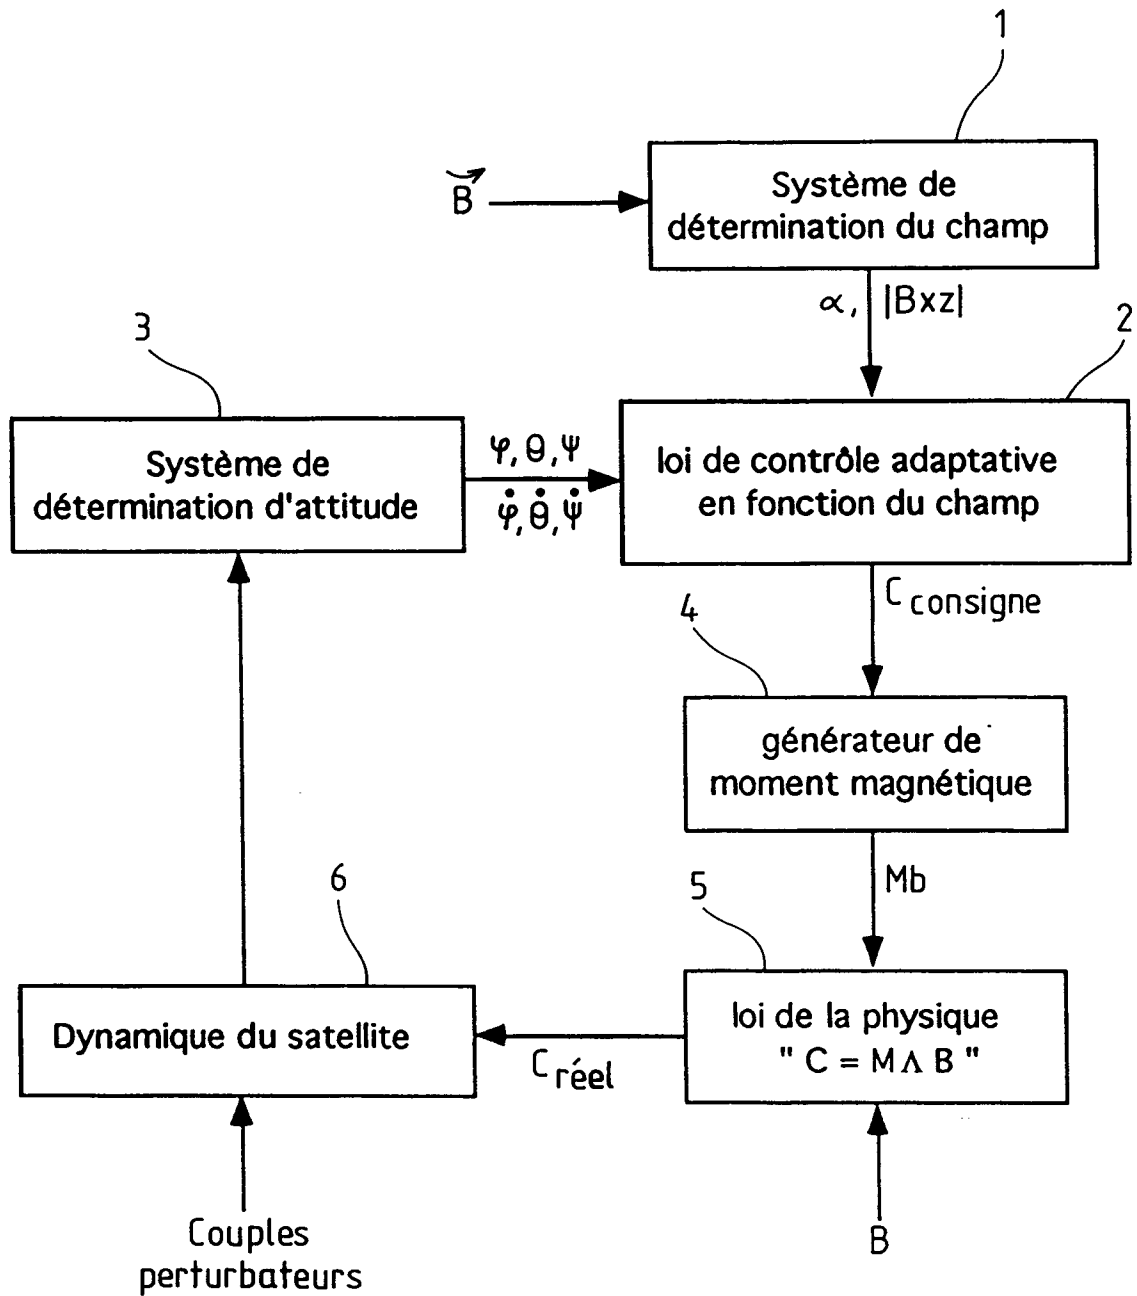 1
B⃗
Système de
détermination du champ
α, |Bxz|
2
3
Système de
détermination d'attitude
φ, θ, ψ
φ̇, θ̇, ψ̇
loi de contrôle adaptative
en fonction du champ
C consigne
4
générateur de
moment magnétique
Mb
5
6
loi de la physique
" C = M Λ B "
Dynamique du satellite
C réel
B
Couples
perturbateurs